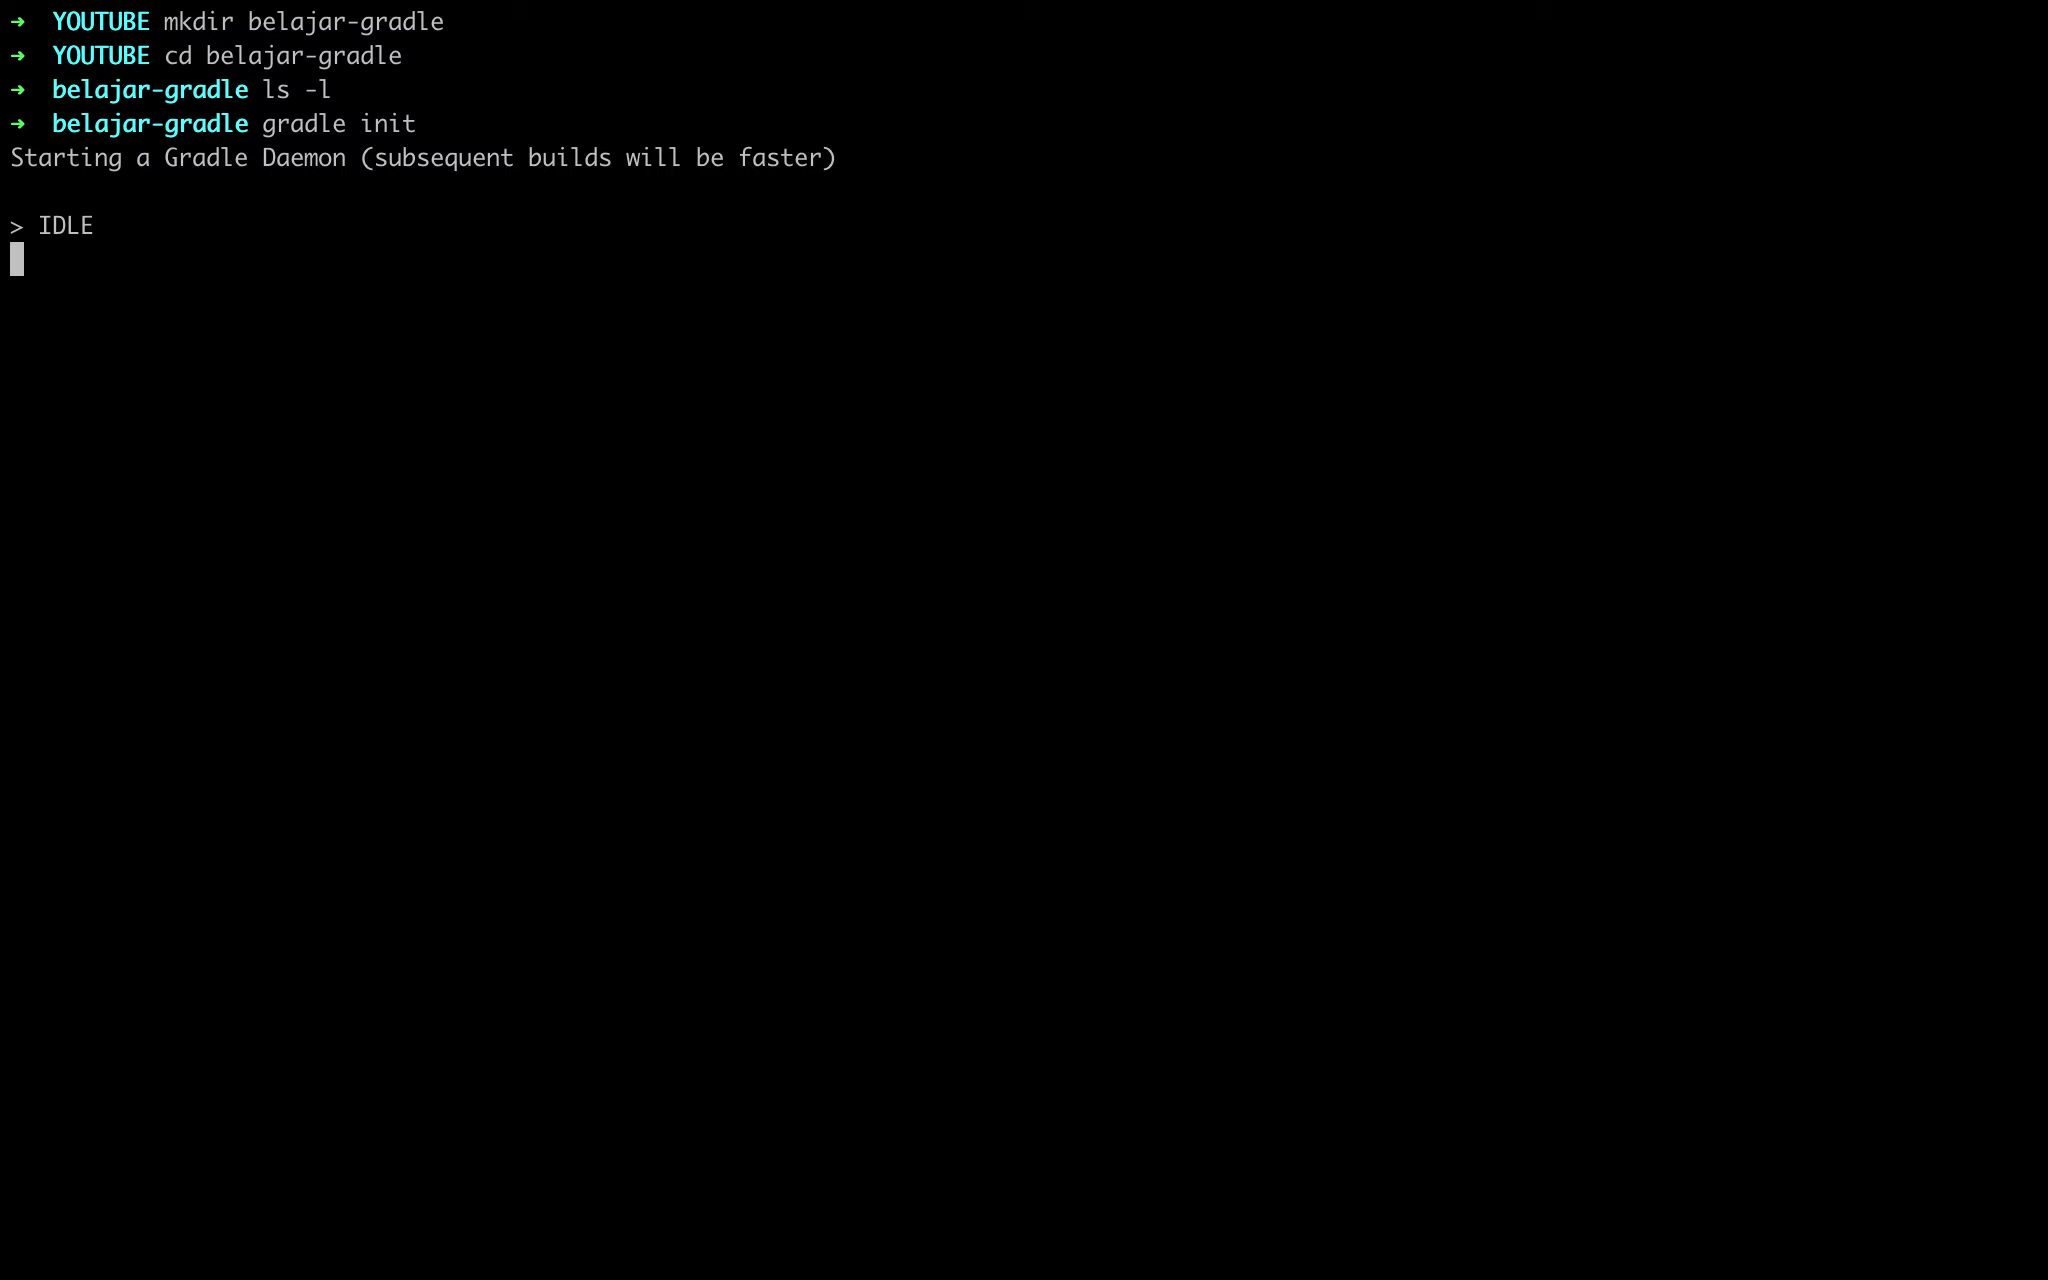 ➜ YOUTUBE mkdir belajar-gradle
➜ YOUTUBE cd belajar-gradle
➜ belajar-gradle ls -l
➜ belajar-gradle gradle init
Starting a Gradle Daemon (subsequent builds will be faster)
> IDLE